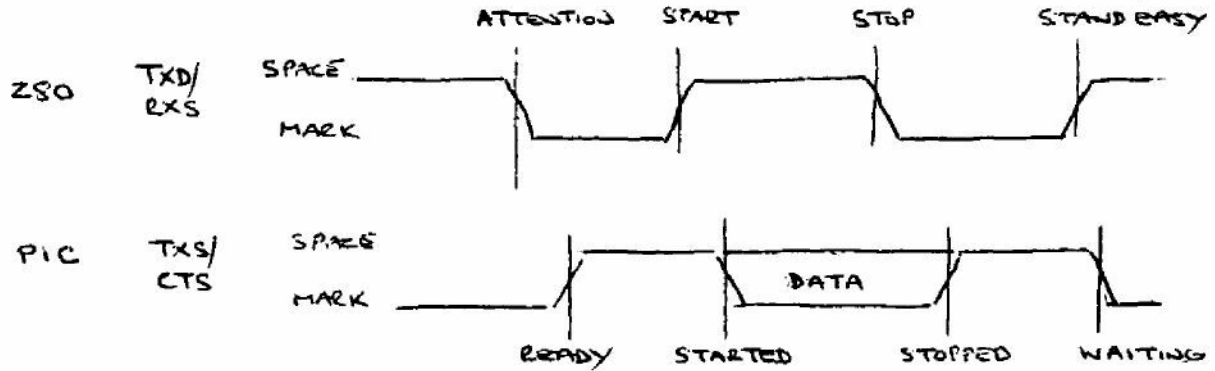 ATTENTION START STOP STAND EASY
Z80 TXD/ SPACE
RXS
MARK
PIC TXS/ SPACE
CTS
MARK DATA
READY STARTED STOPPED WAITING